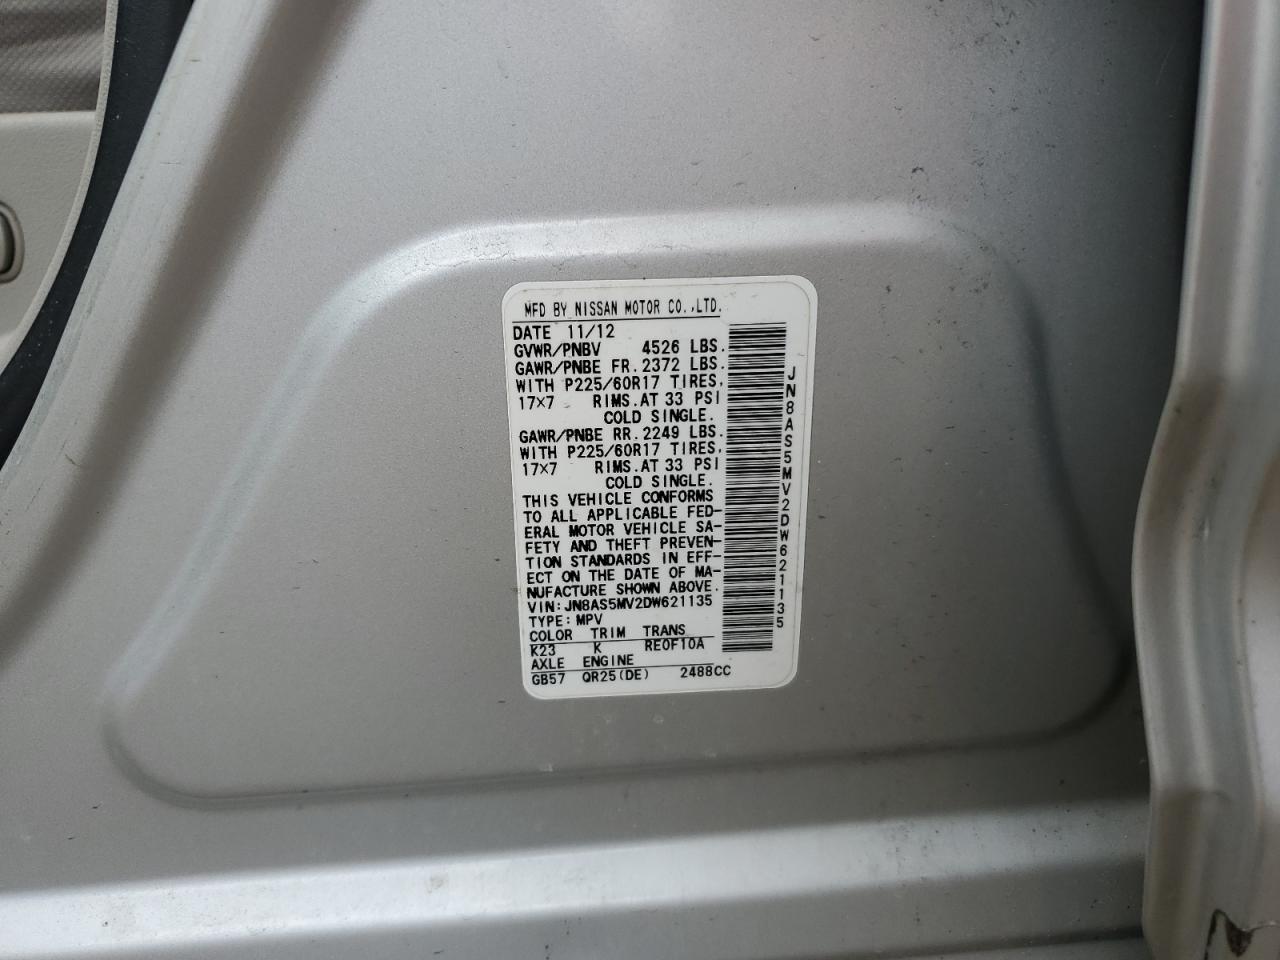 MFD BY NISSAN MOTOR CO.,LTD.
DATE 11/12
GVWR/PNBV 4526 LBS.
GAWR/PNBE FR. 2372 LBS.
WITH P225/60R17 TIRES,
17×7 RIMS.AT 33 PSI
COLD SINGLE.
GAWR/PNBE RR. 2249 LBS.
WITH P225/60R17 TIRES,
17×7 RIMS.AT 33 PSI
COLD SINGLE.
THIS VEHICLE CONFORMS
TO ALL APPLICABLE FED-
ERAL MOTOR VEHICLE SA-
FETY AND THEFT PREVEN-
TION STANDARDS IN EFF-
ECT ON THE DATE OF MA-
NUFACTURE SHOWN ABOVE.
VIN: JN8AS5MV2DW621135
TYPE: MPV
COLOR TRIM TRANS
K23 K RE0F10A
AXLE ENGINE
GB57 QR25(DE) 2488CC
JN8AS5MV2DW621135